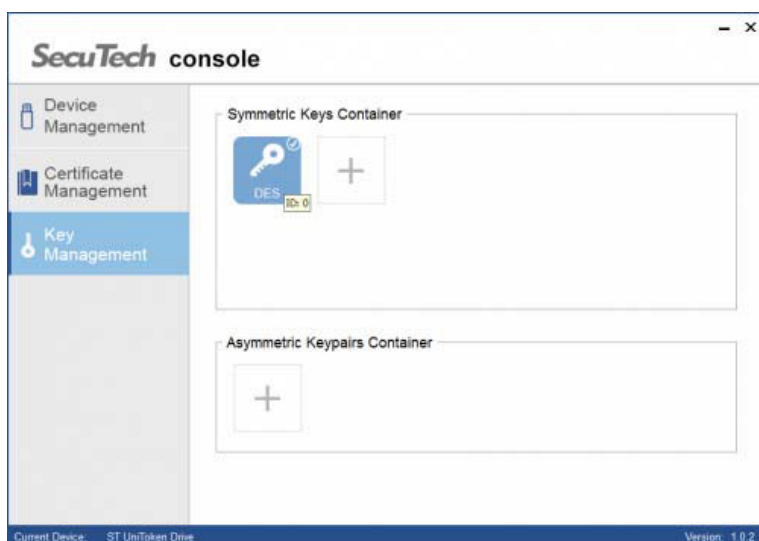 SecuTech console
Device
Management
Certificate
Management
Key
Management
Symmetric Keys Container
DES
ID: 0
Asymmetric Keypairs Container
Current Device: ST UniToken Drive
Version: 1.0.2